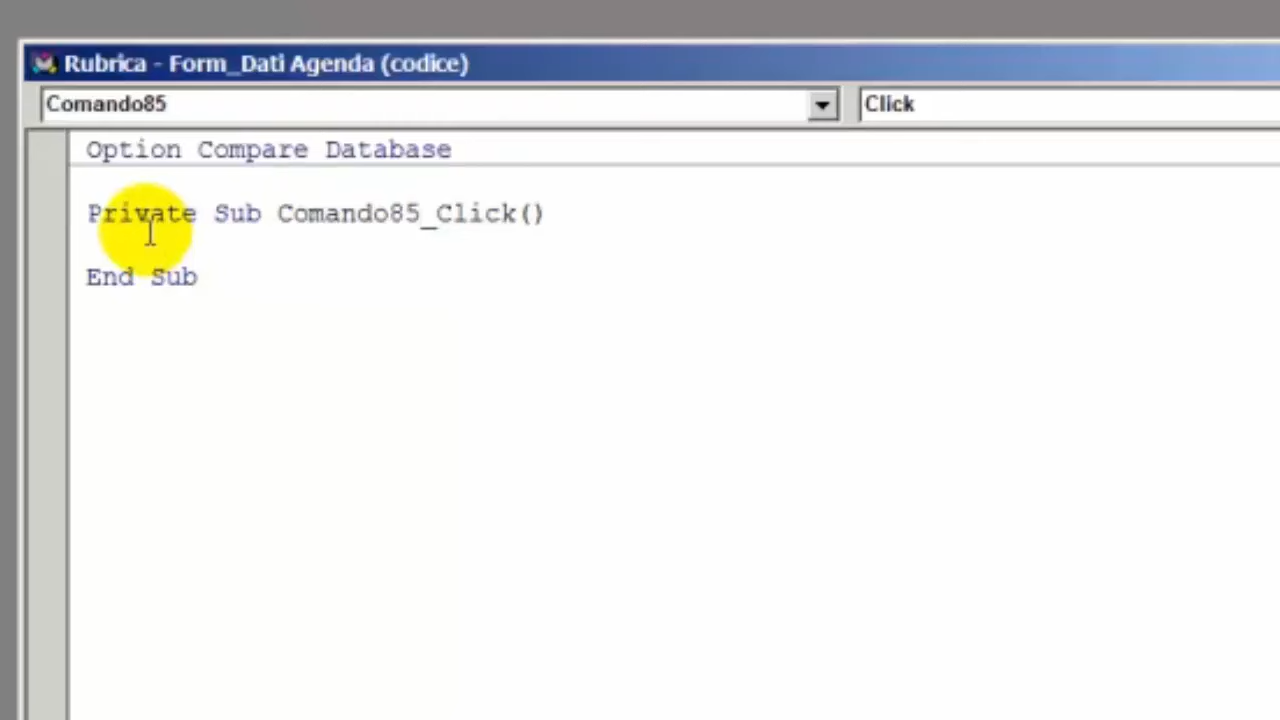 Rubrica - Form_Dati Agenda (codice)
Comando85 Click
Option Compare Database
Private Sub Comando85_Click()
End Sub